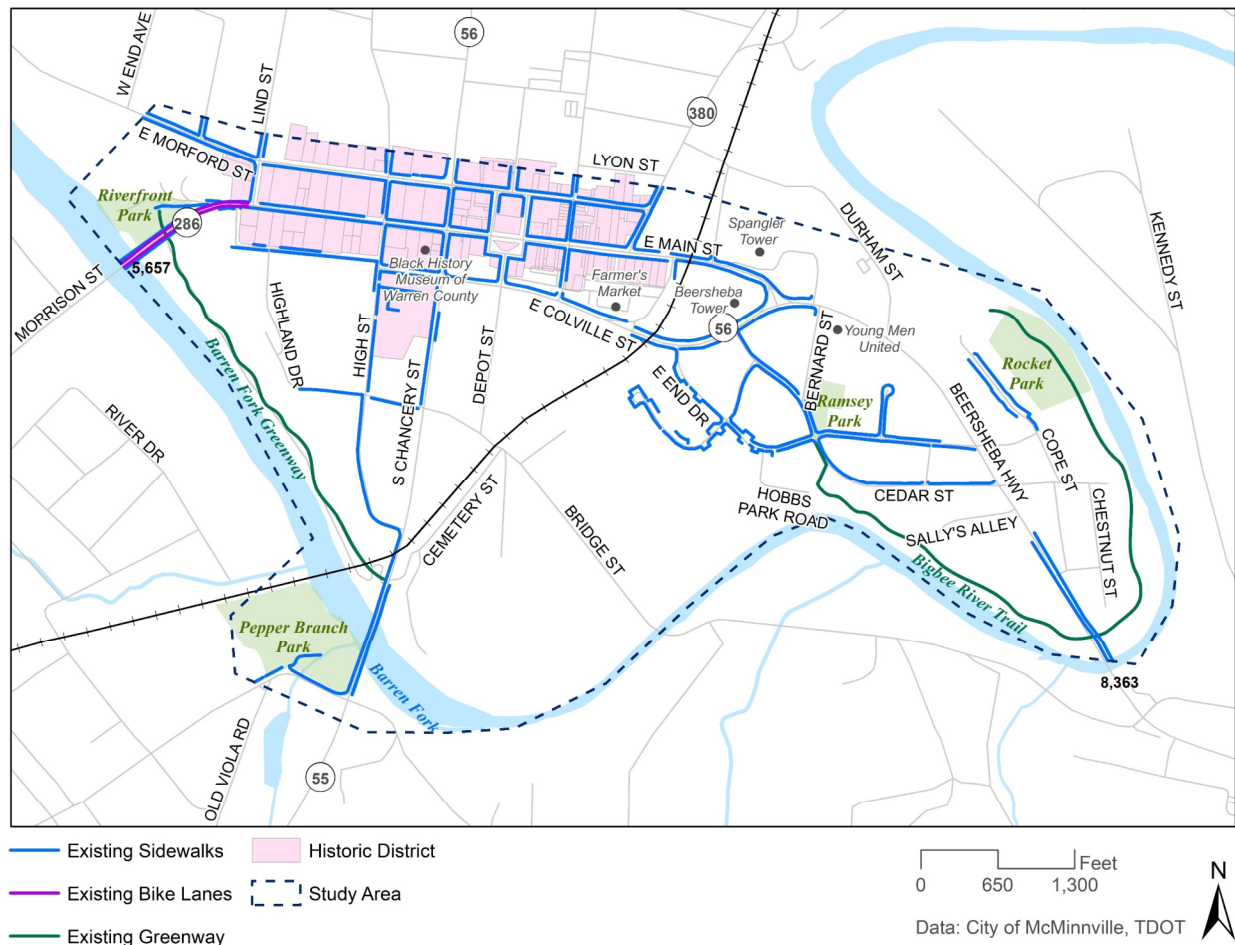 W END AVE
56
LIND ST
380
E MORFORD ST
LYON ST
Riverfront
Park
286
KENNEDY ST
DURHAM ST
Spangler
Tower
E MAIN ST
5,657
MORRISON ST
Black History
Museum of
Warren County
Farmer's
Market
Beersheba
Tower
56
HIGHLAND DR
E COLVILLE ST
BERNARD ST
Young Men
United
HIGH ST
S CHANCERY ST
DEPOT ST
E END DR
Ramsey
Park
Rocket
Park
BEERSHEBA HWY
COPE ST
Barren Fork Greenway
RIVER DR
CEMETERY ST
BRIDGE ST
HOBBS
PARK ROAD
CEDAR ST
SALLY'S ALLEY
CHESTNUT ST
Bigbee River Trail
Pepper Branch
Park
Barren Fork
8,363
OLD VIOLA RD
55
Existing Sidewalks
Historic District
Existing Bike Lanes
Study Area
Existing Greenway
Feet
0 650 1,300
N
Data: City of McMinnville, TDOT